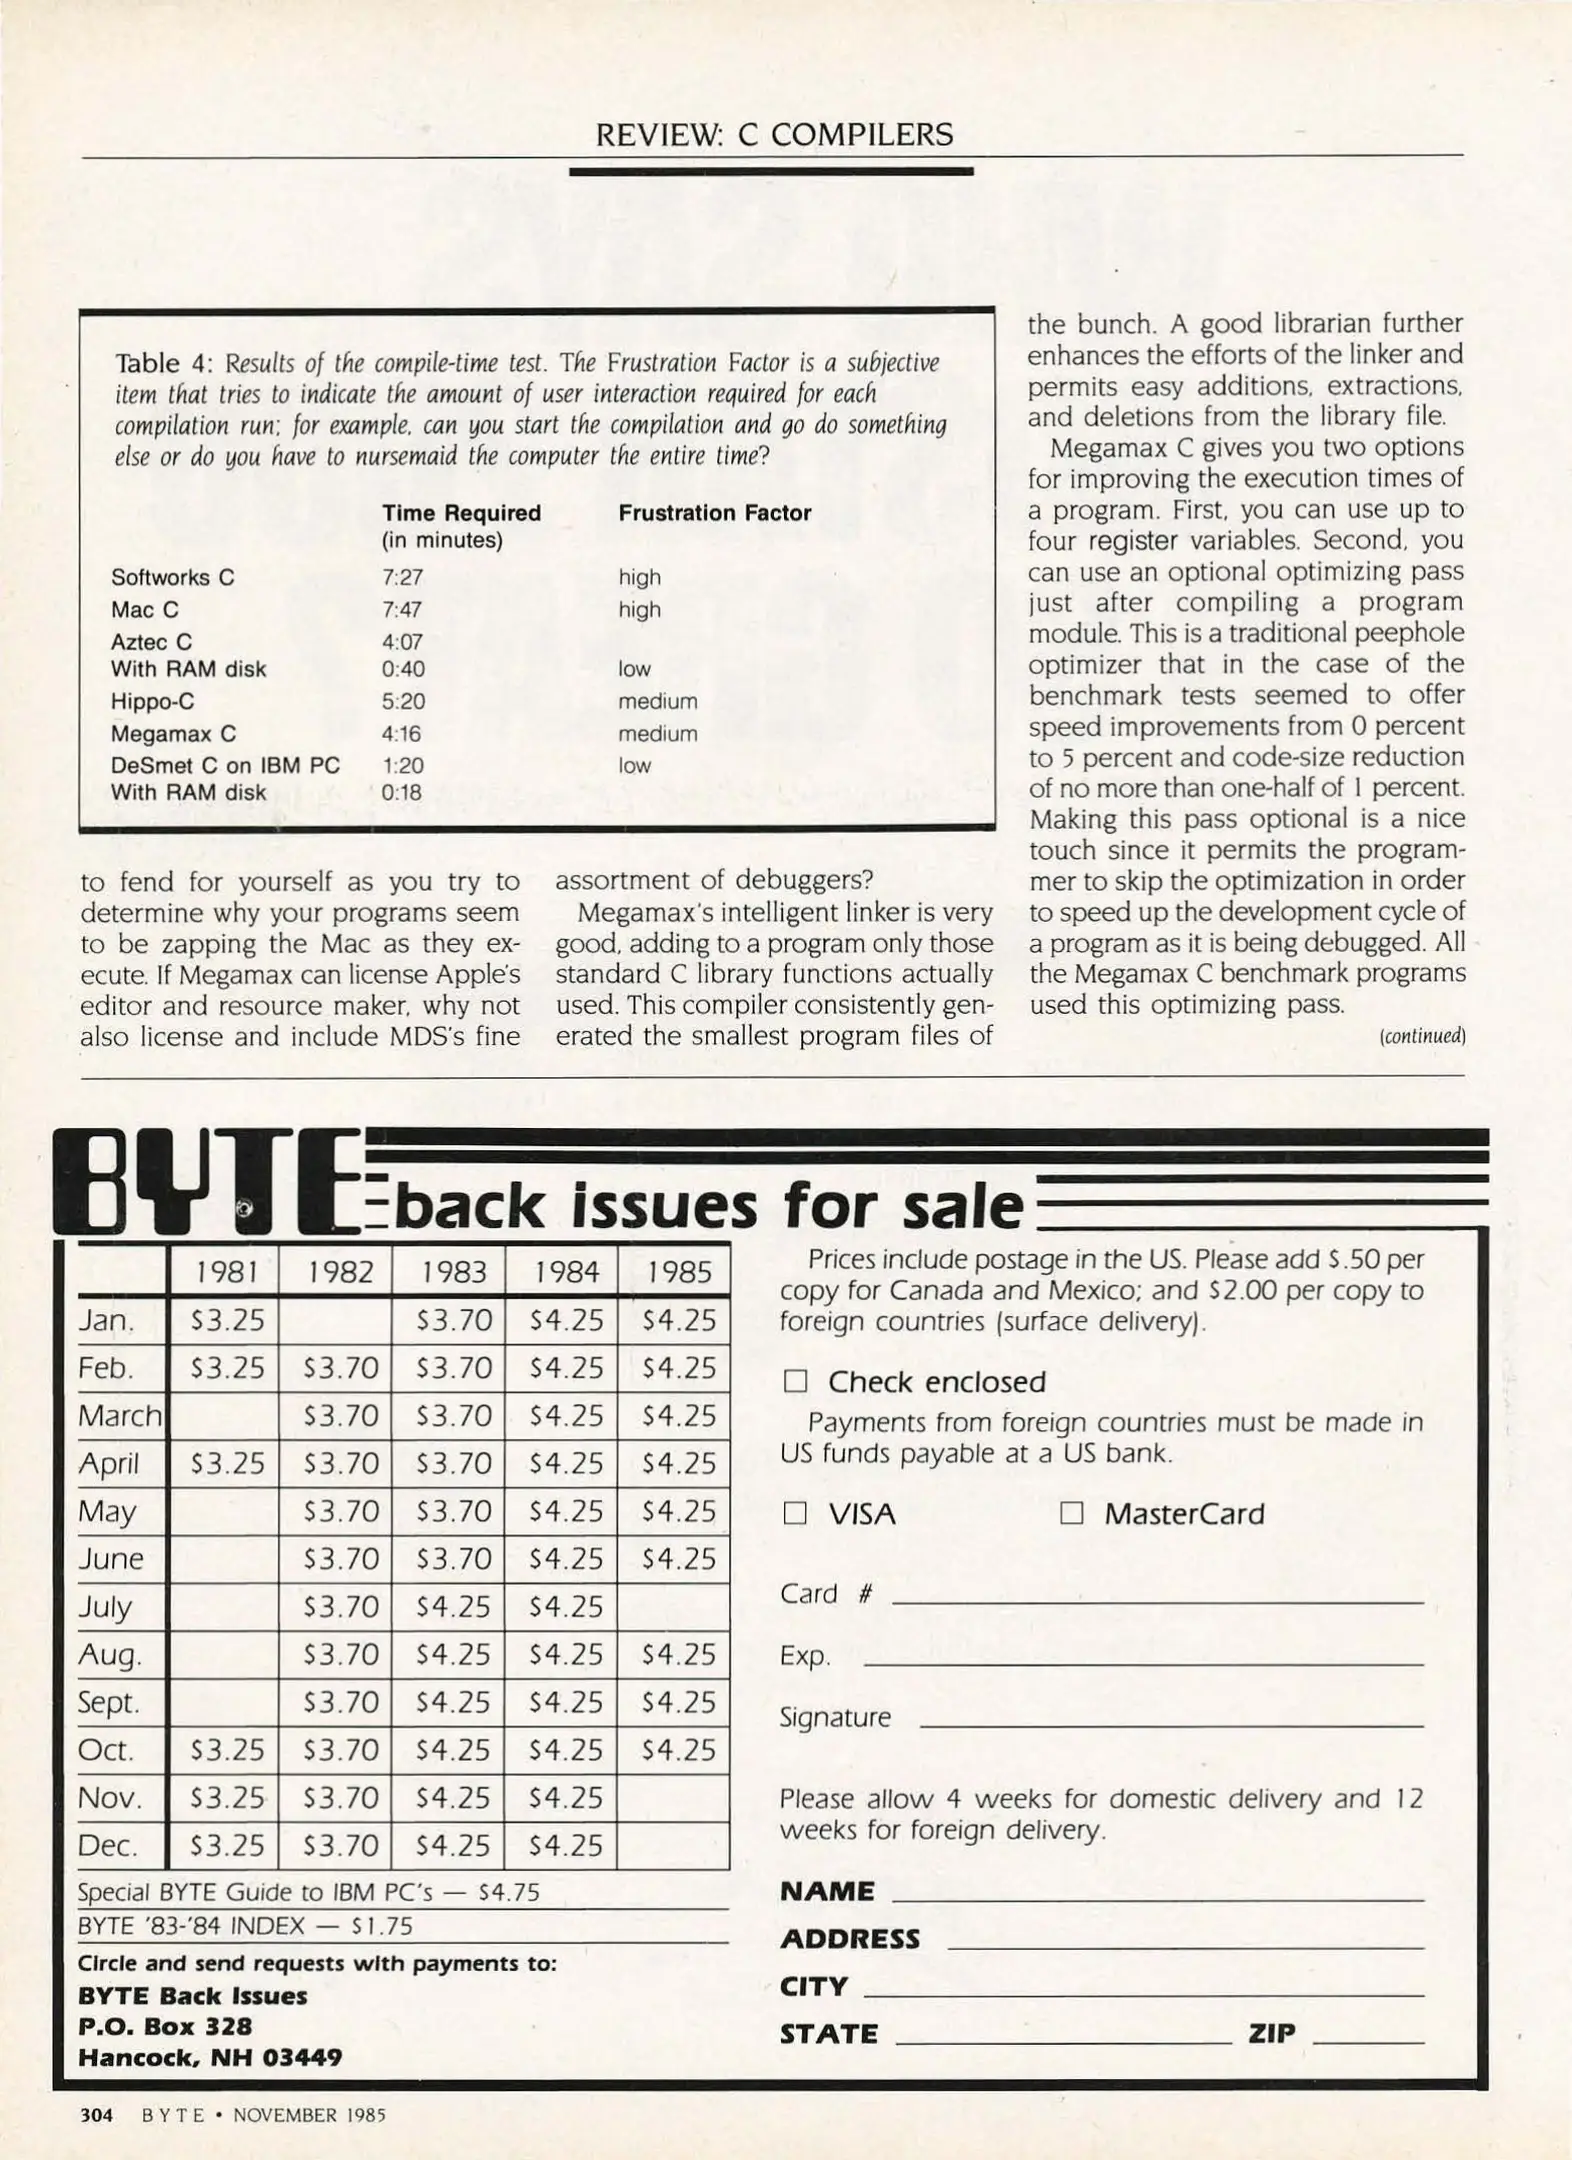 REVIEW: C COMPILERS
Table 4: Results of the compile-time test. The Frustration Factor is a subjective
item that tries to indicate the amount of user interaction required for each
compilation run; for example, can you start the compilation and go do something
else or do you have to nursemaid the computer the entire time?
Time Required Frustration Factor
(in minutes)
Softworks C 7:27 high
Mac C 7:47 high
Aztec C 4:07
With RAM disk 0:40 low
Hippo-C 5:20 medium
Megamax C 4:16 medium
DeSmet C on IBM PC 1:20 low
With RAM disk 0:18
to fend for yourself as you try to
determine why your programs seem
to be zapping the Mac as they ex-
ecute. If Megamax can license Apple's
editor and resource maker, why not
also license and include MDS's fine
assortment of debuggers?
Megamax's intelligent linker is very
good, adding to a program only those
standard C library functions actually
used. This compiler consistently gen-
erated the smallest program files of
the bunch. A good librarian further
enhances the efforts of the linker and
permits easy additions, extractions,
and deletions from the library file.
Megamax C gives you two options
for improving the execution times of
a program. First, you can use up to
four register variables. Second, you
can use an optional optimizing pass
just after compiling a program
module. This is a traditional peephole
optimizer that in the case of the
benchmark tests seemed to offer
speed improvements from 0 percent
to 5 percent and code-size reduction
of no more than one-half of 1 percent.
Making this pass optional is a nice
touch since it permits the program-
mer to skip the optimization in order
to speed up the development cycle of
a program as it is being debugged. All
the Megamax C benchmark programs
used this optimizing pass.
(continued)
BYTE back issues for sale
1981 1982 1983 1984 1985
Jan. $3.25 $3.70 $4.25 $4.25
Feb. $3.25 $3.70 $3.70 $4.25 $4.25
March $3.70 $3.70 $4.25 $4.25
April $3.25 $3.70 $3.70 $4.25 $4.25
May $3.70 $3.70 $4.25 $4.25
June $3.70 $3.70 $4.25 $4.25
July $3.70 $4.25 $4.25
Aug. $3.70 $4.25 $4.25 $4.25
Sept. $3.70 $4.25 $4.25 $4.25
Oct. $3.25 $3.70 $4.25 $4.25 $4.25
Nov. $3.25 $3.70 $4.25 $4.25
Dec. $3.25 $3.70 $4.25 $4.25
Special BYTE Guide to IBM PC's — $4.75
BYTE '83-'84 INDEX — $1.75
Circle and send requests with payments to:
BYTE Back Issues
P.O. Box 328
Hancock, NH 03449
Prices include postage in the US. Please add $.50 per
copy for Canada and Mexico; and $2.00 per copy to
foreign countries (surface delivery).
☐ Check enclosed
Payments from foreign countries must be made in
US funds payable at a US bank.
☐ VISA ☐ MasterCard
Card #
Exp.
Signature
Please allow 4 weeks for domestic delivery and 12
weeks for foreign delivery.
NAME
ADDRESS
CITY
STATE ZIP
304 BYTE • NOVEMBER 1985